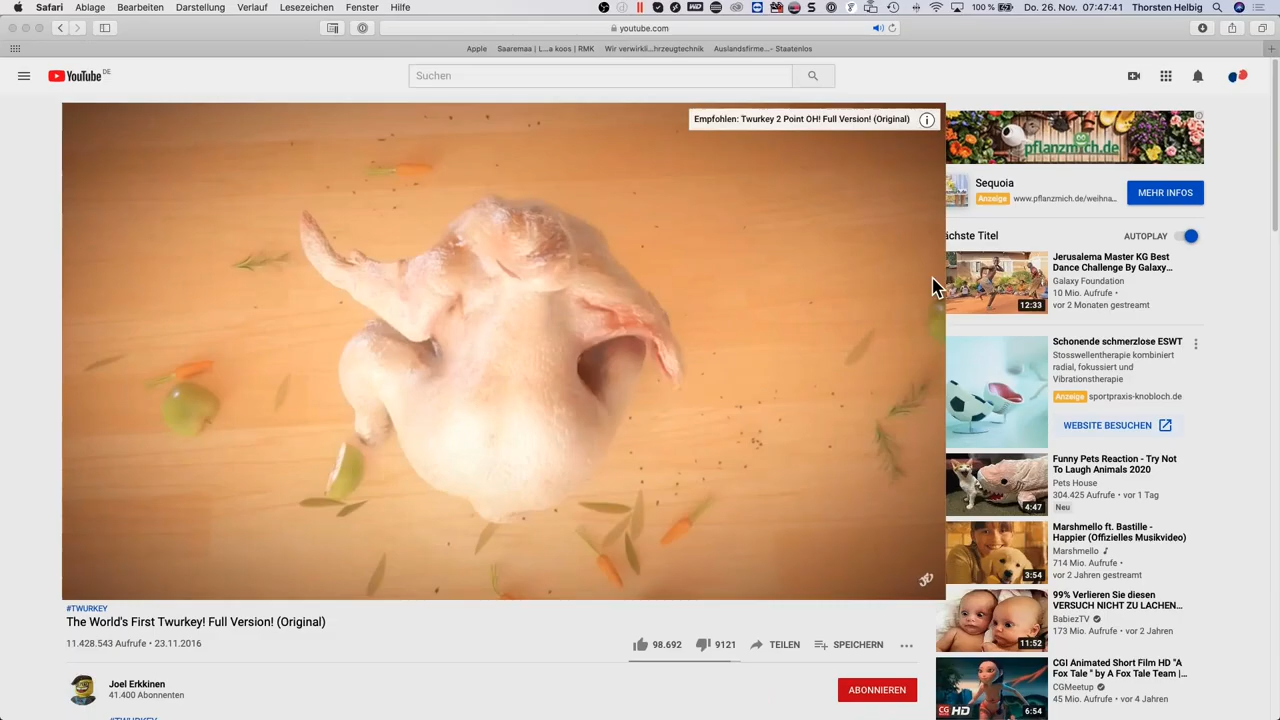 Safari Ablage Bearbeiten Darstellung Verlauf Lesezeichen Fenster Hilfe
100 % Do. 26. Nov. 07:47:41 Thorsten Helbig
youtube.com
Apple Saaremaa | L...a koos | RMK Wir verwirkli...hrzeugtechnik Auslandsfirme...- Staatenlos
YouTube DE
Suchen
Empfohlen: Twurkey 2 Point OH! Full Version! (Original)
pflanzmich.de
Sequoia
Anzeige www.pflanzmich.de/weihna...
MEHR INFOS
ächste Titel
AUTOPLAY
Jerusalema Master KG Best
Dance Challenge By Galaxy...
Galaxy Foundation
10 Mio. Aufrufe •
vor 2 Monaten gestreamt
12:33
Schonende schmerzlose ESWT
Stosswellentherapie kombiniert
radial, fokussiert und
Vibrationstherapie
Anzeige sportpraxis-knobloch.de
WEBSITE BESUCHEN
Funny Pets Reaction - Try Not
To Laugh Animals 2020
Pets House
304.425 Aufrufe • vor 1 Tag
Neu
4:47
Marshmello ft. Bastille -
Happier (Offizielles Musikvideo)
Marshmello
714 Mio. Aufrufe •
vor 2 Jahren gestreamt
3:54
99% Verlieren Sie diesen
VERSUCH NICHT ZU LACHEN...
BabiezTV
173 Mio. Aufrufe • vor 2 Jahren
11:52
CGI Animated Short Film HD "A
Fox Tale " by A Fox Tale Team |...
CGMeetup
45 Mio. Aufrufe • vor 4 Jahren
CG HD
6:54
#TWURKEY
The World's First Twurkey! Full Version! (Original)
11.428.543 Aufrufe • 23.11.2016
98.692 9121 TEILEN SPEICHERN
Joel Erkkinen
41.400 Abonnenten
ABONNIEREN
#TWURKEY